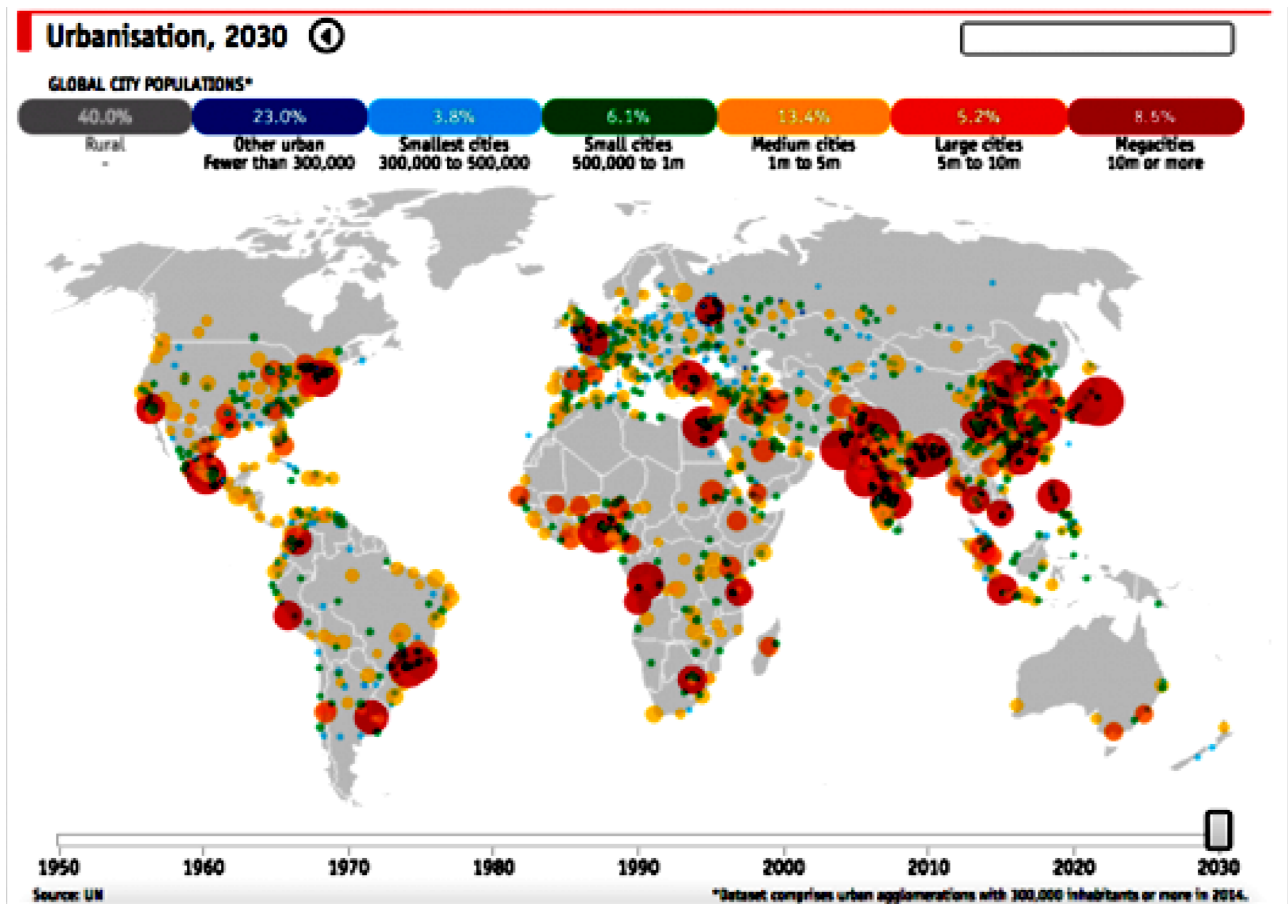 Urbanisation, 2030
GLOBAL CITY POPULATIONS*
40.0% 23.0% 3.8% 6.1% 13.4% 5.2% 8.5%
Rural Other urban Smallest cities Small cities Medium cities Large cities Megacities
- Fewer than 300,000 300,000 to 500,000 500,000 to 1m 1m to 5m 5m to 10m 10m or more
1950 1960 1970 1980 1990 2000 2010 2020 2030
Source: UN *Dataset comprises urban agglomerations with 300,000 inhabitants or more in 2014.